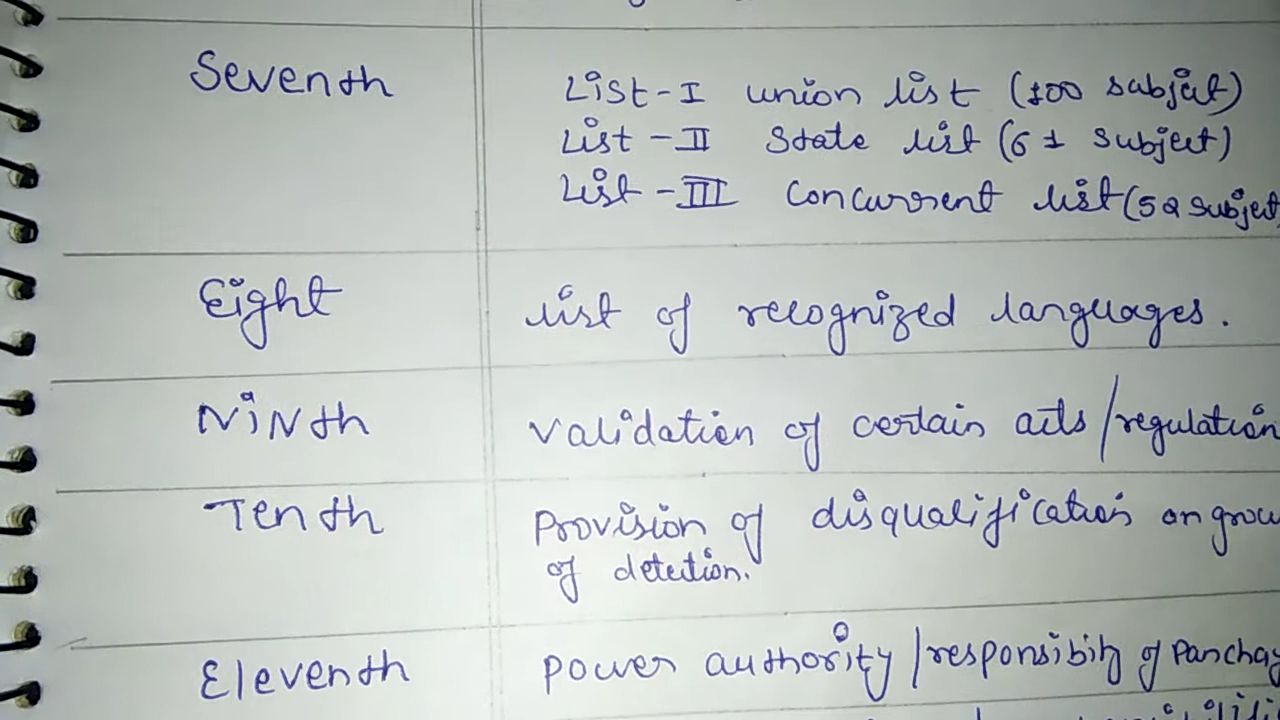 Seventh
List-I union list (100 subject)
List-II State list (61 subject)
List-III Concurrent list (52 subject
Eight
list of recognized languages.
Ninth
Validation of certain acts/regulation
Tenth
Provision of disqualification on grou
of detection.
Eleventh
Power authority/responsibility of Panchay